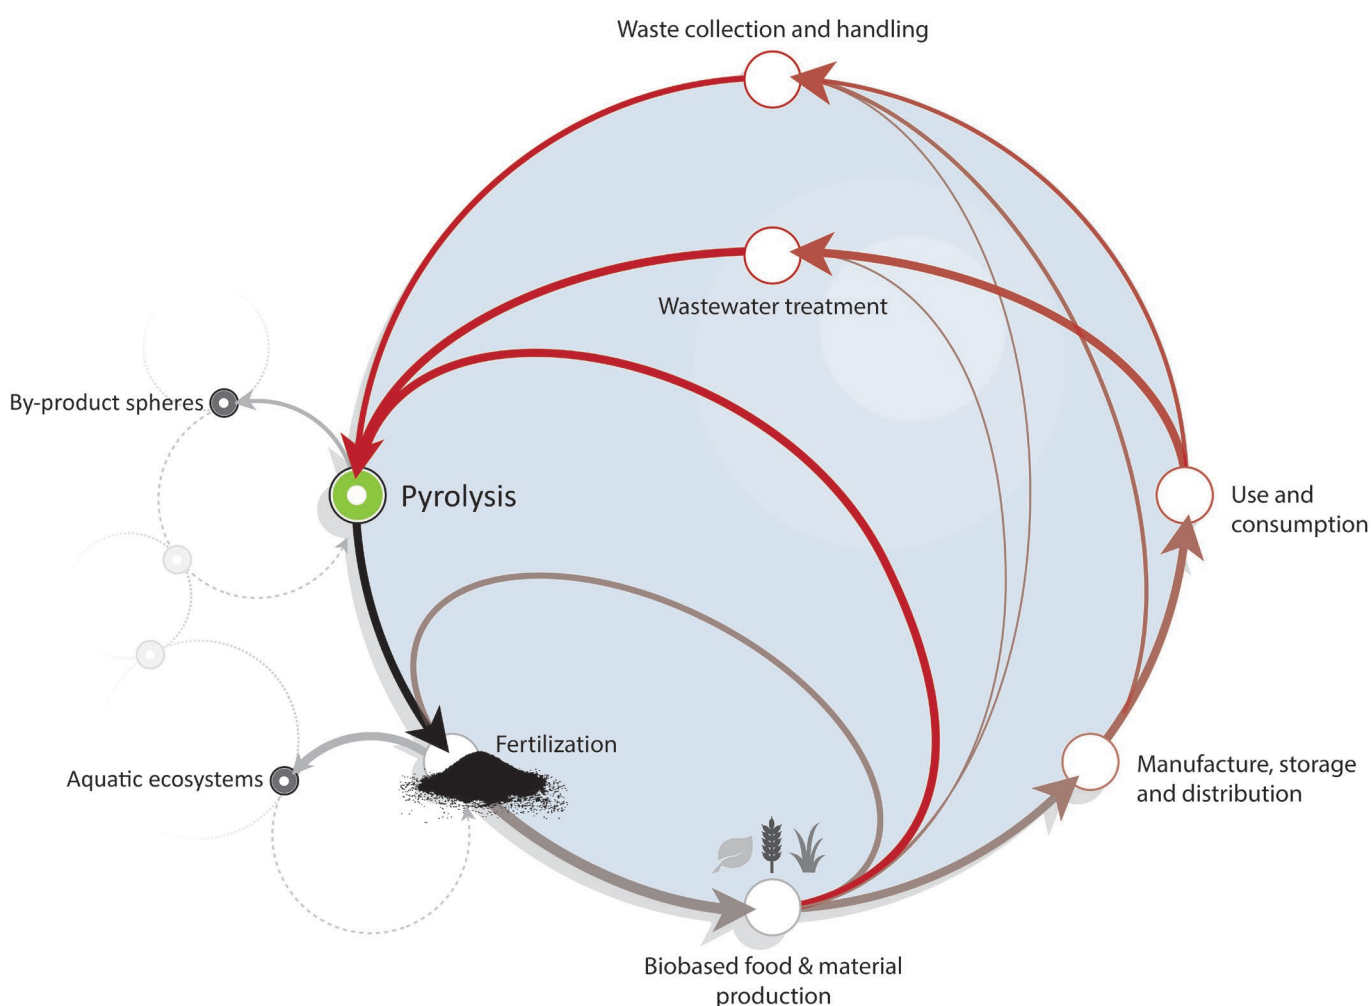 Waste collection and handling
Wastewater treatment
By-product spheres
Pyrolysis
Use and
consumption
Fertilization
Aquatic ecosystems
Manufacture, storage
and distribution
Biobased food & material
production